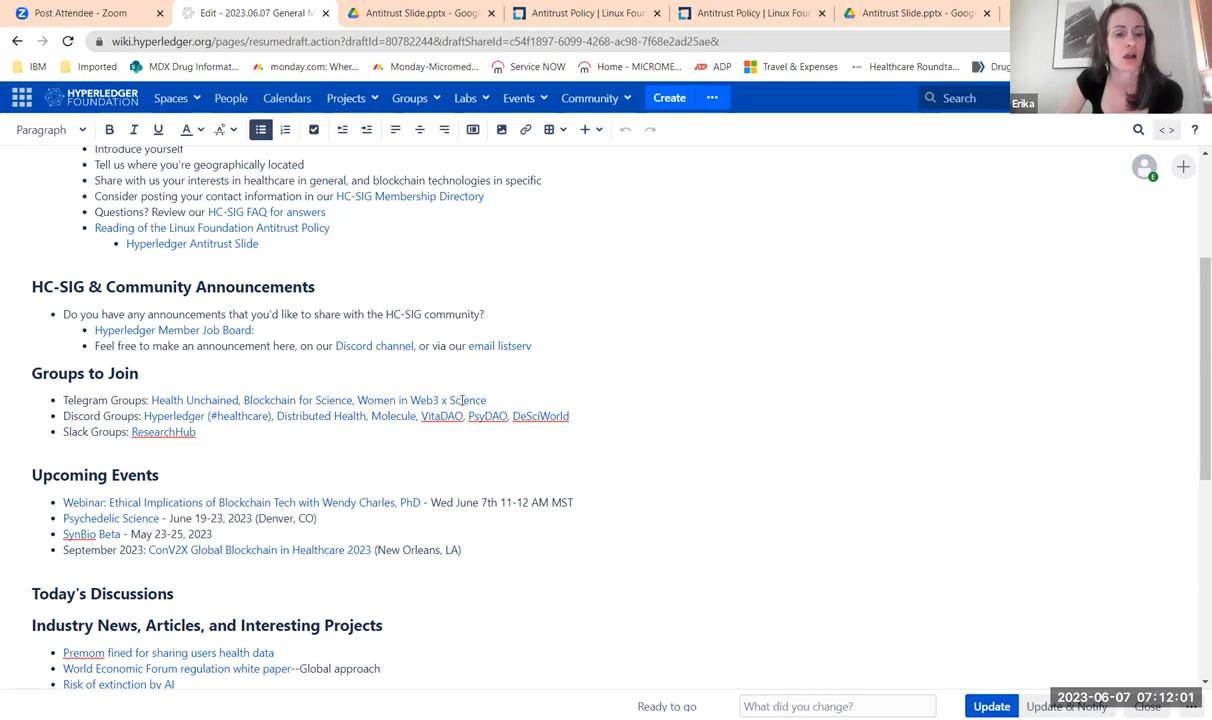 Post Attendee - Zoom
Edit - 2023.06.07 General M
Antitrust Slide.pptx - Googl
Antitrust Policy | Linux Foun
Antitrust Policy | Linux Foun
Antitrust Slide.pptx - Googl
wiki.hyperledger.org/pages/resumedraft.action?draftId=80782244&draftShareId=c54f1897-6099-4268-ac98-7f68e2ad25ae&
IBM
Imported
MDX Drug Informat...
monday.com: Wher...
Monday-Micromed...
Service NOW
Home - MICROME...
ADP
Travel & Expenses
Healthcare Roundta...
Drug
Erika
HYPERLEDGER FOUNDATION
Spaces
People
Calendars
Projects
Groups
Labs
Events
Community
Create
Search
Paragraph
B I U A
Introduce yourself
Tell us where you're geographically located
Share with us your interests in healthcare in general, and blockchain technologies in specific
Consider posting your contact information in our HC-SIG Membership Directory
Questions? Review our HC-SIG FAQ for answers
Reading of the Linux Foundation Antitrust Policy
Hyperledger Antitrust Slide
HC-SIG & Community Announcements
Do you have any announcements that you'd like to share with the HC-SIG community?
Hyperledger Member Job Board:
Feel free to make an announcement here, on our Discord channel, or via our email listserv
Groups to Join
Telegram Groups: Health Unchained, Blockchain for Science, Women in Web3 x Science
Discord Groups: Hyperledger (#healthcare), Distributed Health, Molecule, VitaDAO, PsyDAO, DeSciWorld
Slack Groups: ResearchHub
Upcoming Events
Webinar: Ethical Implications of Blockchain Tech with Wendy Charles, PhD - Wed June 7th 11-12 AM MST
Psychedelic Science - June 19-23, 2023 (Denver, CO)
SynBio Beta - May 23-25, 2023
September 2023: ConV2X Global Blockchain in Healthcare 2023 (New Orleans, LA)
Today's Discussions
Industry News, Articles, and Interesting Projects
Premom fined for sharing users health data
World Economic Forum regulation white paper--Global approach
Risk of extinction by AI
Ready to go
What did you change?
Update
Update & Notify
Close
2023-06-07 07:12:01